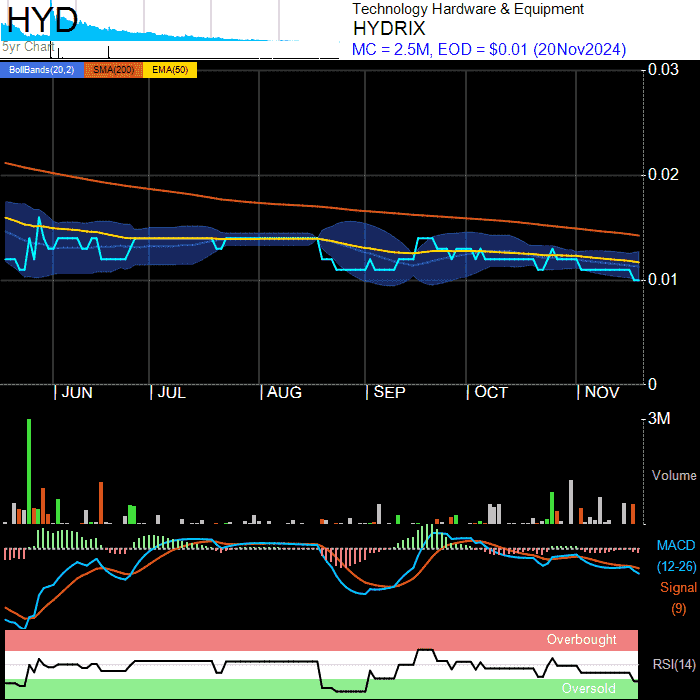 HYD
5yr Chart
Technology Hardware & Equipment
HYDRIX
MC = 2.5M, EOD = $0.01 (20Nov2024)
BollBands(20,2) SMA(200) EMA(50)
0.03
0.02
0.01
0
JUN JUL AUG SEP OCT NOV
3M
Volume
MACD
(12-26)
Signal
(9)
Overbought
RSI(14)
Oversold